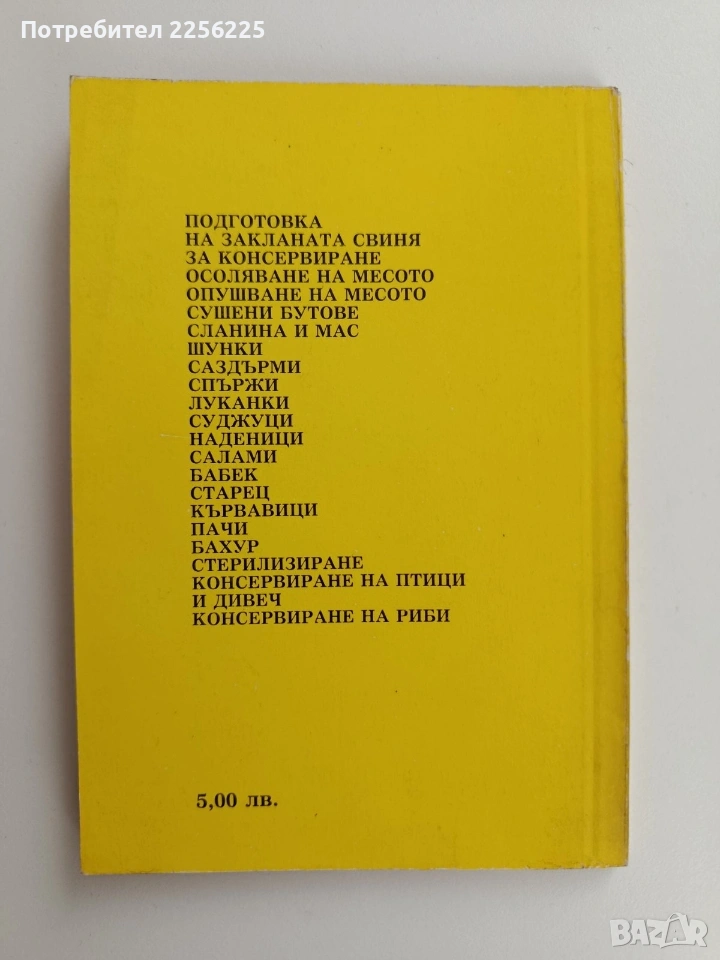 Потребител 2256225
ПОДГОТОВКА
НА ЗАКЛАНАТА СВИНЯ
ЗА КОНСЕРВИРАНЕ
ОСОЛЯВАНЕ НА МЕСОТО
ОПУШВАНЕ НА МЕСОТО
СУШЕНИ БУТОВЕ
СЛАНИНА И МАС
ШУНКИ
САЗДЪРМИ
СПЪРЖИ
ЛУКАНКИ
СУДЖУЦИ
НАДЕНИЦИ
САЛАМИ
БАБЕК
СТАРЕЦ
КЪРВАВИЦИ
ПАЧИ
БАХУР
СТЕРИЛИЗИРАНЕ
КОНСЕРВИРАНЕ НА ПТИЦИ
И ДИВЕЧ
КОНСЕРВИРАНЕ НА РИБИ
5,00 лв.
BAZAR